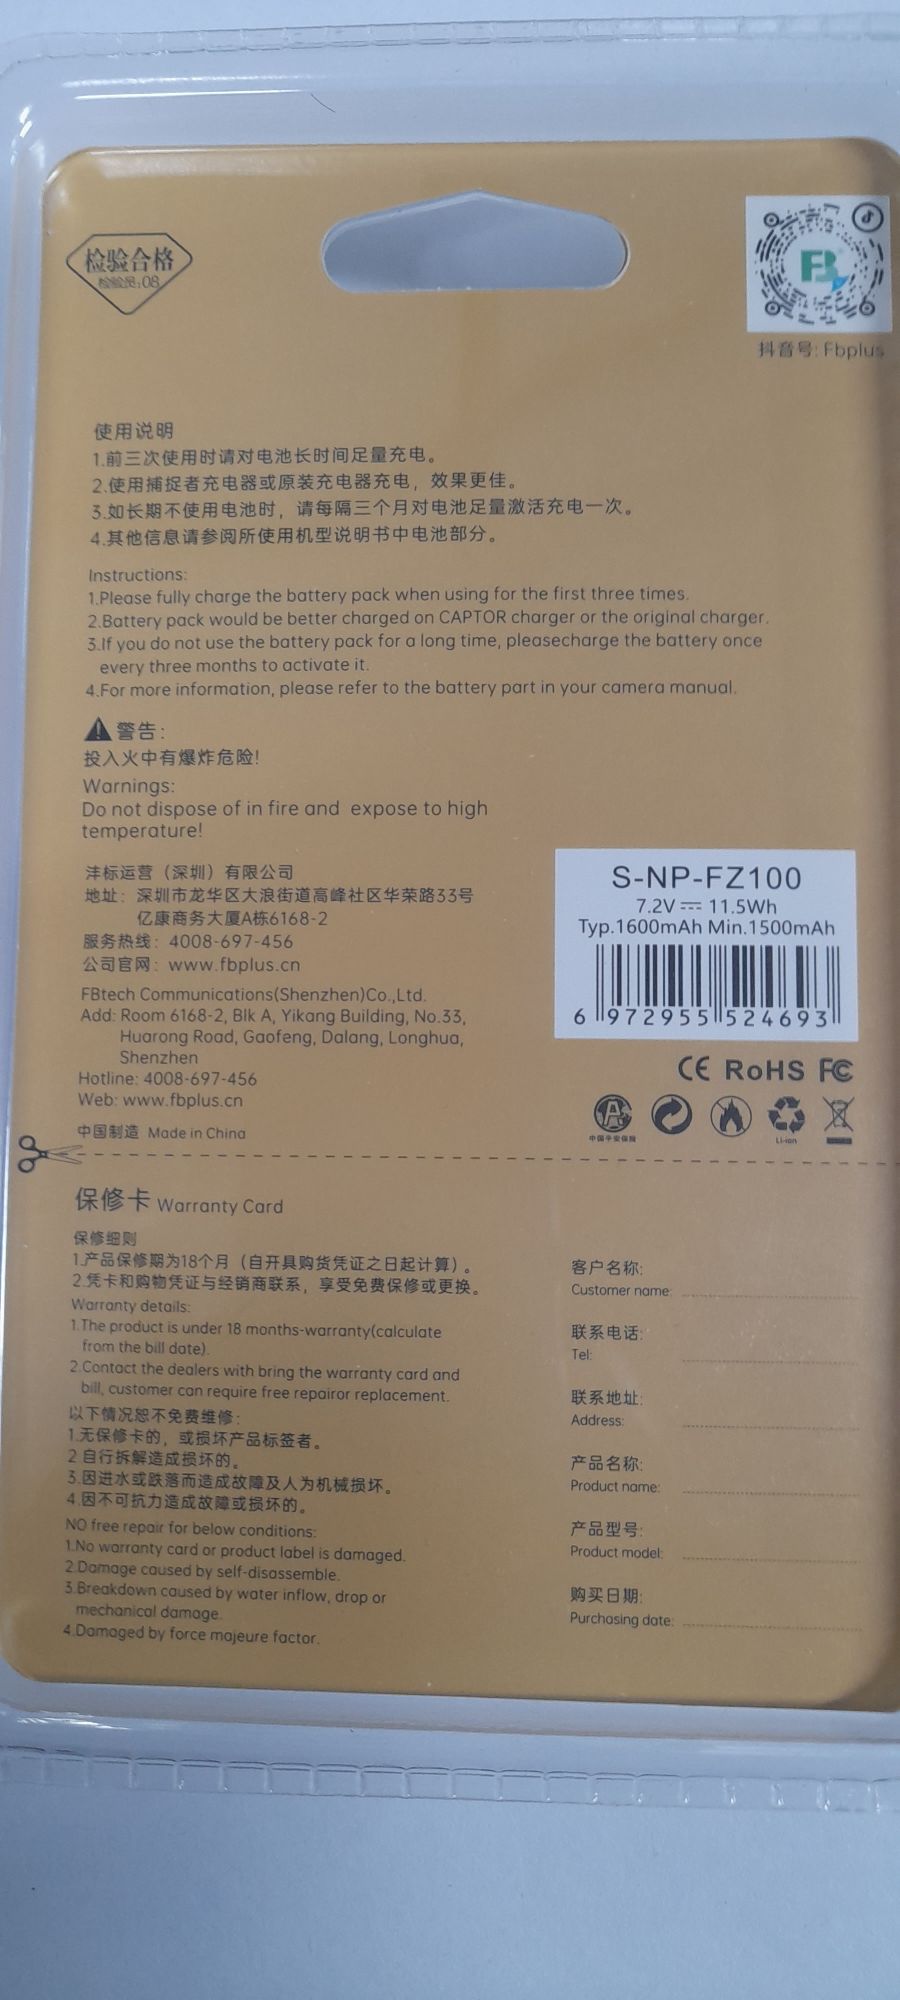 检验合格
检验员:08
FB
抖音号: Fbplus
使用说明
1.前三次使用时请对电池长时间足量充电。
2.使用捕捉者充电器或原装充电器充电，效果更佳。
3.如长期不使用电池时，请每隔三个月对电池足量激活充电一次。
4.其他信息请参阅所使用机型说明书中电池部分。
Instructions:
1.Please fully charge the battery pack when using for the first three times.
2.Battery pack would be better charged on CAPTOR charger or the original charger.
3.If you do not use the battery pack for a long time, pleasecharge the battery once
every three months to activate it.
4.For more information, please refer to the battery part in your camera manual.
警告:
投入火中有爆炸危险!
Warnings:
Do not dispose of in fire and expose to high
temperature!
沣标运营（深圳）有限公司
地址：深圳市龙华区大浪街道高峰社区华荣路33号
亿康商务大厦A栋6168-2
服务热线：4008-697-456
公司官网：www.fbplus.cn
FBtech Communications(Shenzhen)Co.,Ltd.
Add: Room 6168-2, Blk A, Yikang Building, No.33,
Huarong Road, Gaofeng, Dalang, Longhua,
Shenzhen
Hotline: 4008-697-456
Web: www.fbplus.cn
中国制造 Made in China
S-NP-FZ100
7.2V⎓11.5Wh
Typ.1600mAh Min.1500mAh
6 972955 524693
CE RoHS FC
中国平安保险
Li-ion
保修卡 Warranty Card
保修细则
1.产品保修期为18个月（自开具购货凭证之日起计算）。
2.凭卡和购物凭证与经销商联系，享受免费保修或更换。
Warranty details:
1.The product is under 18 months-warranty(calculate
from the bill date).
2.Contact the dealers with bring the warranty card and
bill, customer can require free repairor replacement.
以下情况恕不免费维修：
1.无保修卡的，或损坏产品标签者。
2.自行拆解造成损坏的。
3.因进水或跌落而造成故障及人为机械损坏。
4.因不可抗力造成故障或损坏的。
NO free repair for below conditions:
1.No warranty card or product label is damaged.
2.Damage caused by self-disassemble.
3.Breakdown caused by water inflow, drop or
mechanical damage.
4.Damaged by force majeure factor.
客户名称:
Customer name:
联系电话:
Tel:
联系地址:
Address:
产品名称:
Product name:
产品型号:
Product model:
购买日期:
Purchasing date: